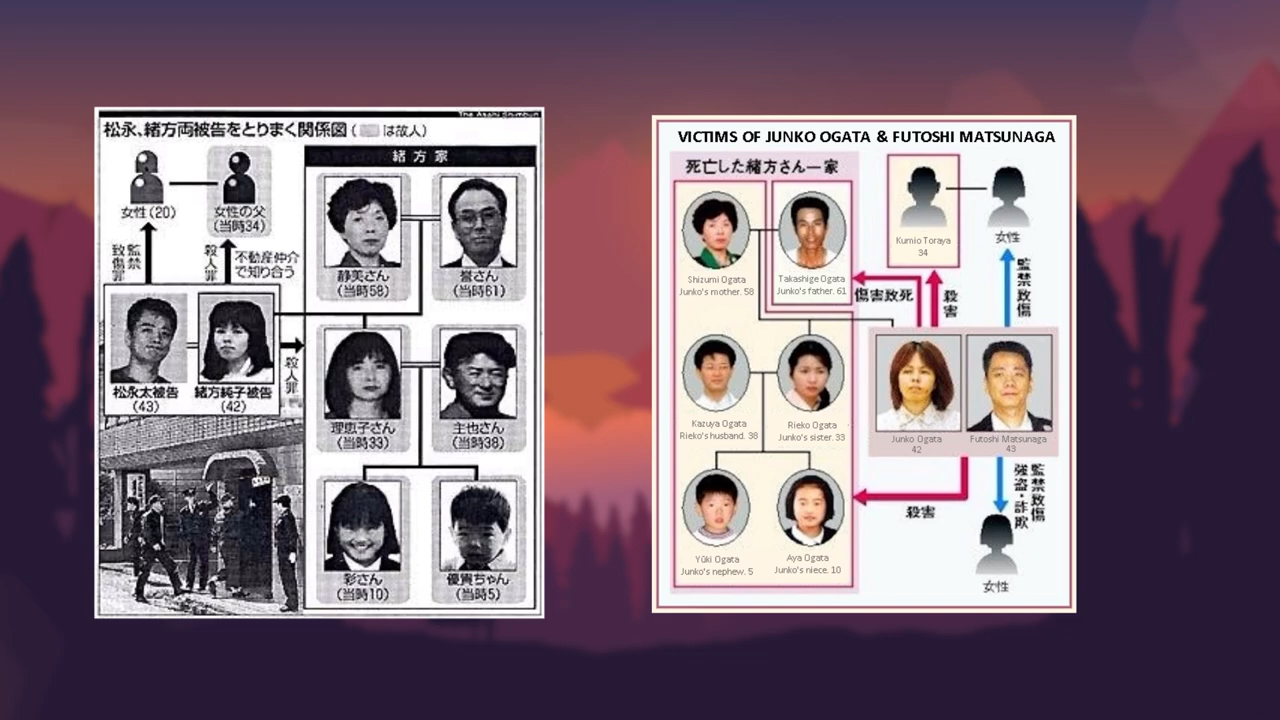 The Asahi Shimbun
松永、緒方両被告をとりまく関係図(は故人)
女性(20)
女性の父
(当時34)
監禁
致傷罪
殺人罪
不動産仲介
で知り合う
松永太被告
(43)
緒方純子被告
(42)
殺人罪
緒方家
静美さん
(当時58)
誉さん
(当時61)
理恵子さん
(当時33)
主也さん
(当時38)
彩さん
(当時10)
優貴ちゃん
(当時5)
VICTIMS OF JUNKO OGATA & FUTOSHI MATSUNAGA
死亡した緒方さん一家
Shizumi Ogata
Junko's mother. 58
Takashige Ogata
Junko's father. 61
Kumio Toraya
34
女性
傷害致死
殺害
監禁致傷
Kazuya Ogata
Rieko's husband. 38
Rieko Ogata
Junko's sister. 33
Junko Ogata
42
Futoshi Matsunaga
43
Yūki Ogata
Junko's nephew. 5
Aya Ogata
Junko's niece. 10
殺害
監禁致傷
強盗・詐欺
女性